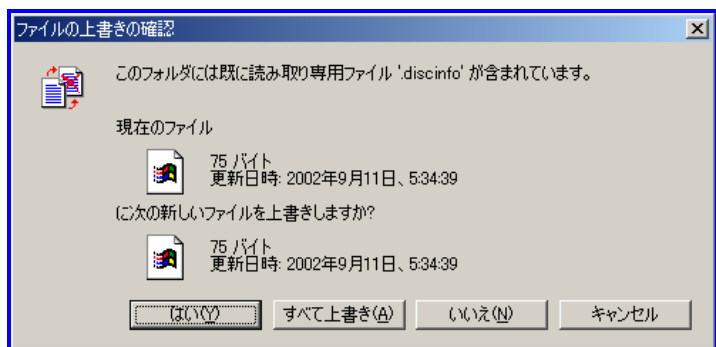 ファイルの上書きの確認
このフォルダには既に読み取り専用ファイル '.discinfo' が含まれています。
現在のファイル
75 バイト
更新日時: 2002年9月11日、5:34:39
に次の新しいファイルを上書きしますか?
75 バイト
更新日時: 2002年9月11日、5:34:39
はい(Y) すべて上書き(A) いいえ(N) キャンセル